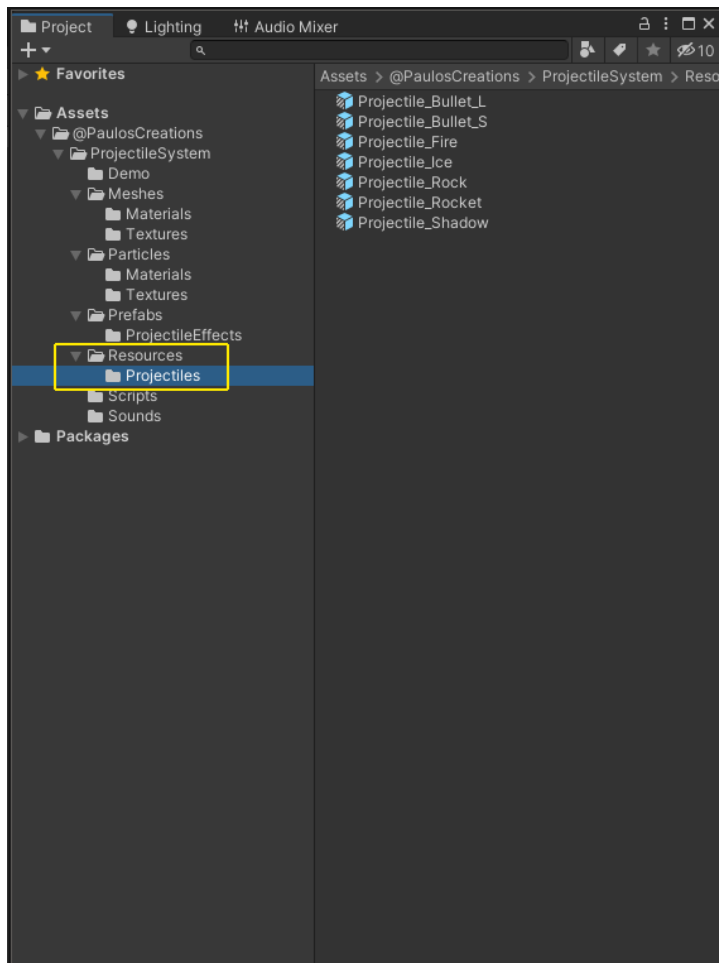 Project Lighting Audio Mixer
10
Favorites
Assets > @PaulosCreations > ProjectileSystem > Reso
Assets
@PaulosCreations
ProjectileSystem
Demo
Meshes
Materials
Textures
Particles
Materials
Textures
Prefabs
ProjectileEffects
Resources
Projectiles
Scripts
Sounds
Packages
Projectile_Bullet_L
Projectile_Bullet_S
Projectile_Fire
Projectile_Ice
Projectile_Rock
Projectile_Rocket
Projectile_Shadow